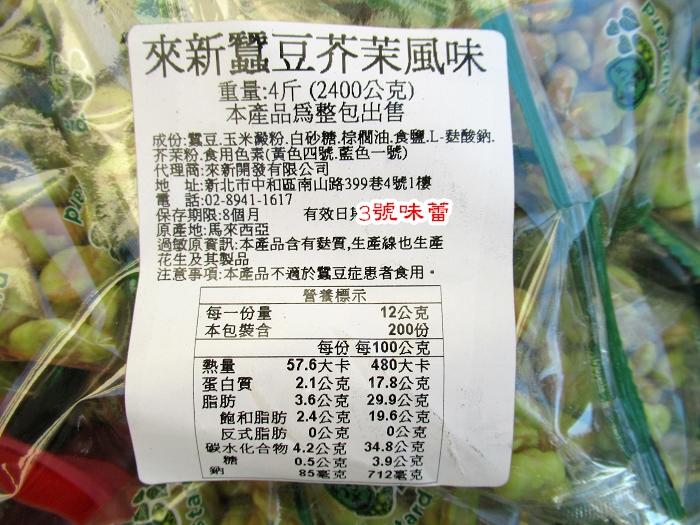 來新蠶豆芥茉風味
重量:4斤 (2400公克)
本產品為整包出售
成份:蠶豆.玉米澱粉.白砂糖.棕櫚油.食鹽.L-麩酸鈉.
芥茉粉.食用色素(黃色四號.藍色一號)
代理商:來新開發有限公司
地 址:新北市中和區南山路399巷4號1樓
電 話:02-8941-1617
保存期限:8個月 有效日期 3號味蕾
原產地:馬來西亞
過敏原資訊:本產品含有麩質,生產線也生產
花生及其製品
注意事項:本產品不適於蠶豆症患者食用。
營養標示
每一份量 12公克
本包裝含 200份
每份 每100公克
熱量 57.6大卡 480大卡
蛋白質 2.1公克 17.8公克
脂肪 3.6公克 29.9公克
飽和脂肪 2.4公克 19.6公克
反式脂肪 0公克 0公克
碳水化合物 4.2公克 34.8公克
糖 0.5公克 3.9公克
鈉 85毫克 712毫克